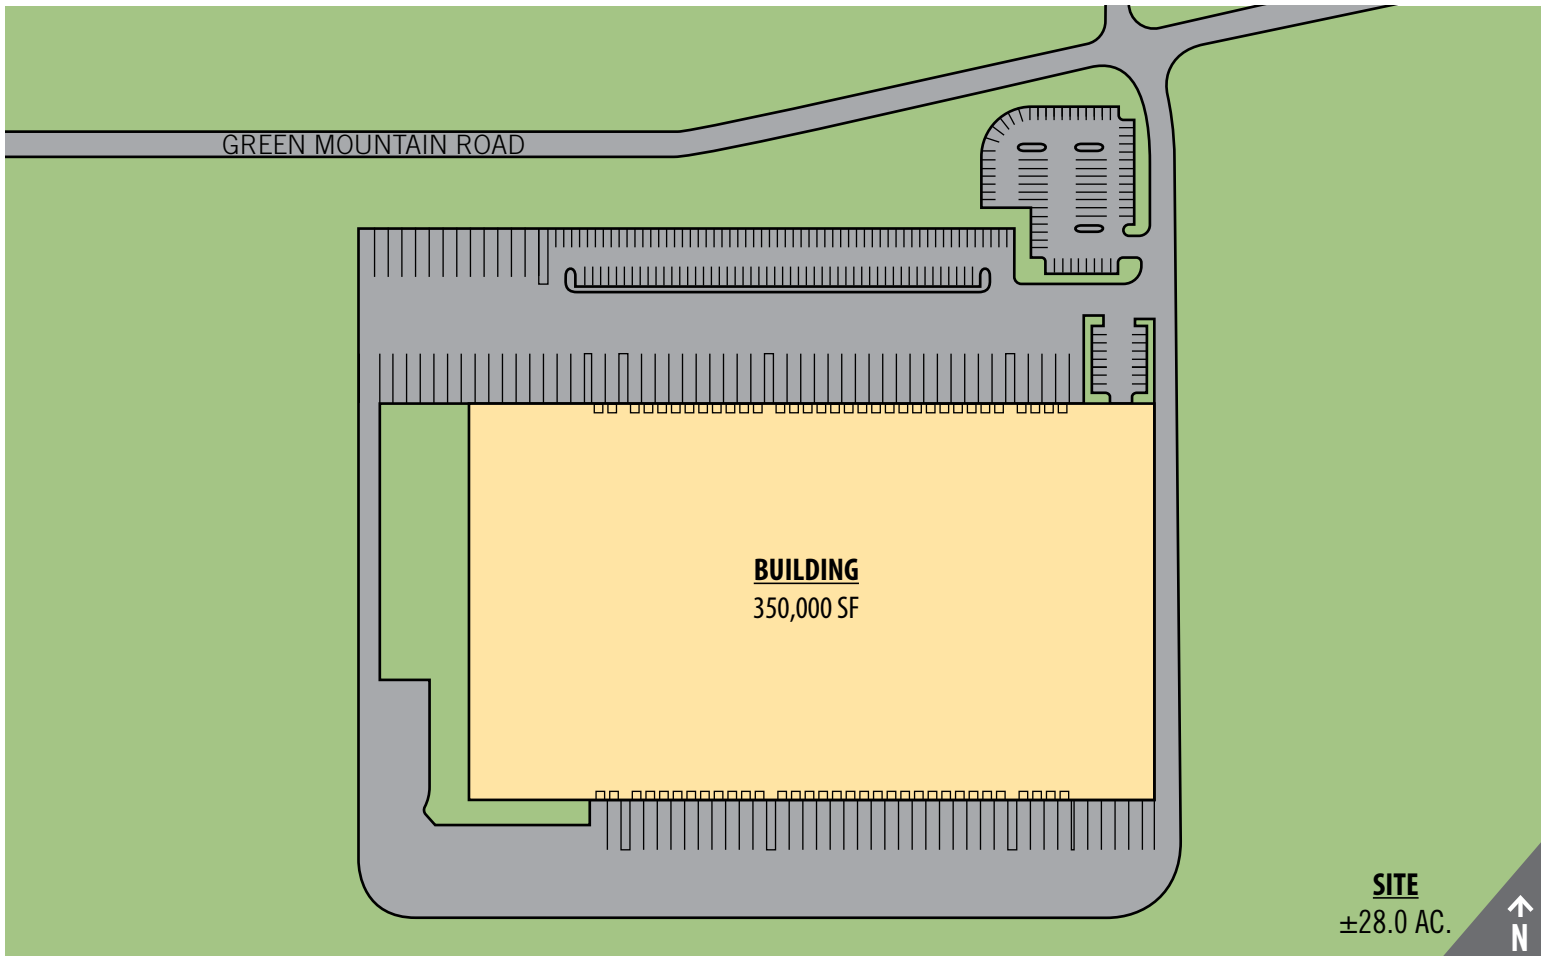 GREEN MOUNTAIN ROAD
BUILDING
350,000 SF
SITE
±28.0 AC.
N